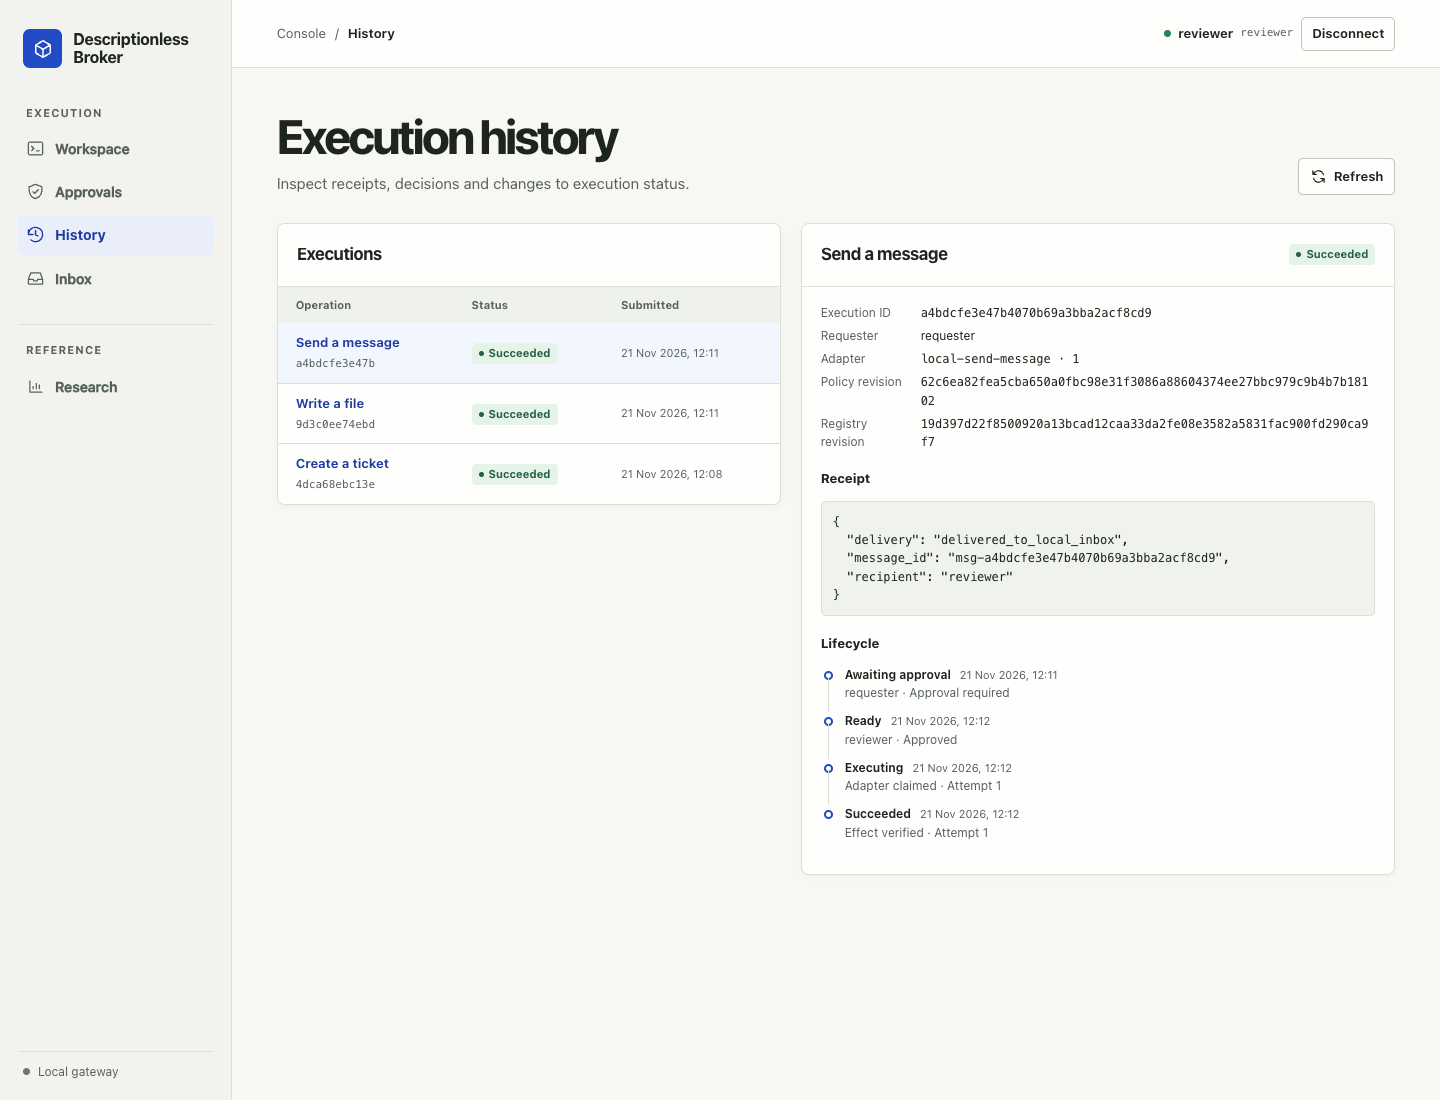 Descriptionless
Broker
EXECUTION
Workspace
Approvals
History
Inbox
REFERENCE
Research
Local gateway
Console / History
reviewer reviewer Disconnect
Execution history
Inspect receipts, decisions and changes to execution status.
Refresh
Executions
Operation Status Submitted
Send a message
a4bdcfe3e47b
Succeeded
21 Nov 2026, 12:11
Write a file
9d3c0ee74ebd
Succeeded
21 Nov 2026, 12:11
Create a ticket
4dca68ebc13e
Succeeded
21 Nov 2026, 12:08
Send a message Succeeded
Execution ID a4bdcfe3e47b4070b69a3bba2acf8cd9
Requester requester
Adapter local-send-message · 1
Policy revision 62c6ea82fea5cba650a0fbc98e31f3086a88604374ee27bbc979c9b4b7b181
02
Registry
revision
19d397d22f8500920a13bcad12caa33da2fe08e3582a5831fac900fd290ca9
f7
Receipt
{
"delivery": "delivered_to_local_inbox",
"message_id": "msg-a4bdcfe3e47b4070b69a3bba2acf8cd9",
"recipient": "reviewer"
}
Lifecycle
Awaiting approval 21 Nov 2026, 12:11
requester · Approval required
Ready 21 Nov 2026, 12:12
reviewer · Approved
Executing 21 Nov 2026, 12:12
Adapter claimed · Attempt 1
Succeeded 21 Nov 2026, 12:12
Effect verified · Attempt 1